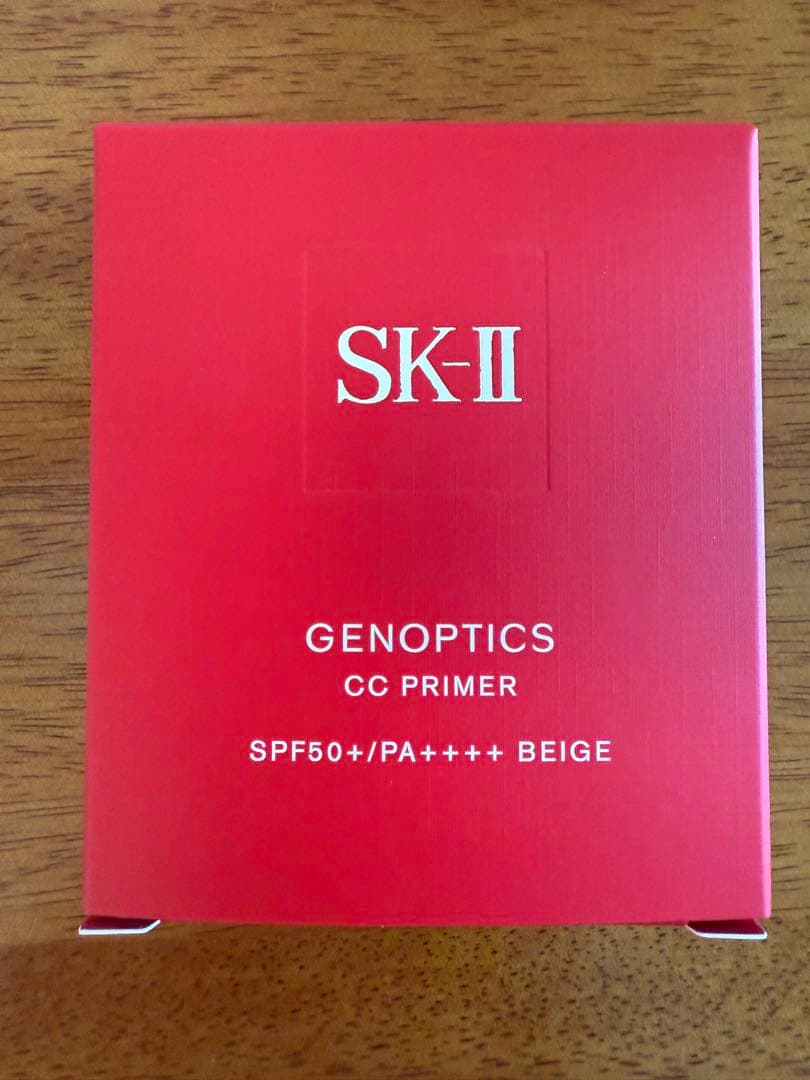 SK-II
GENOPTICS
CC PRIMER
SPF50+/PA++++ BEIGE